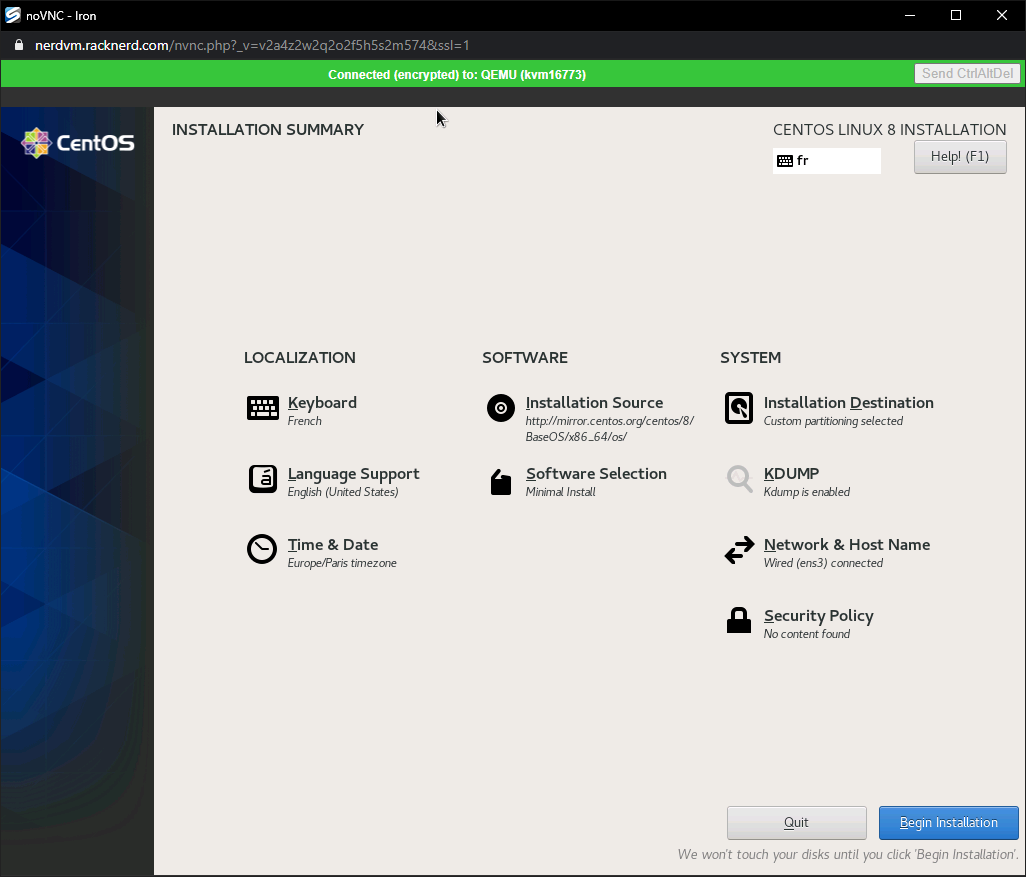 noVNC - Iron
nerdvm.racknerd.com/nvnc.php?_v=v2a4z2w2q2o2f5h5s2m574&ssl=1
Connected (encrypted) to: QEMU (kvm16773)
Send CtrlAltDel
CentOS
INSTALLATION SUMMARY
CENTOS LINUX 8 INSTALLATION
fr
Help! (F1)
LOCALIZATION
Keyboard
French
Language Support
English (United States)
Time & Date
Europe/Paris timezone
SOFTWARE
Installation Source
http://mirror.centos.org/centos/8/
BaseOS/x86_64/os/
Software Selection
Minimal Install
SYSTEM
Installation Destination
Custom partitioning selected
KDUMP
Kdump is enabled
Network & Host Name
Wired (ens3) connected
Security Policy
No content found
Quit
Begin Installation
We won't touch your disks until you click 'Begin Installation'.